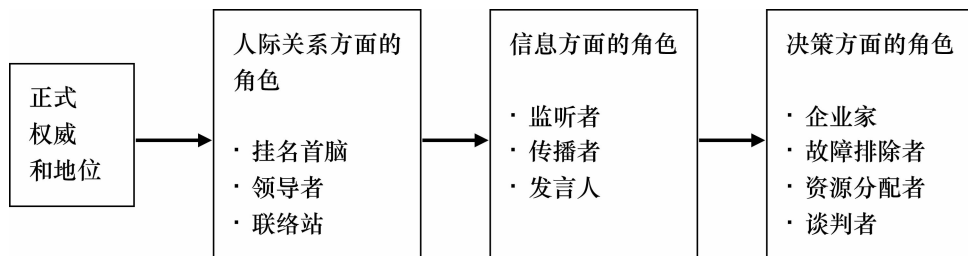 正式
权威
和地位
人际关系方面的
角色
· 挂名首脑
· 领导者
· 联络站
信息方面的角色
· 监听者
· 传播者
· 发言人
决策方面的角色
· 企业家
· 故障排除者
· 资源分配者
· 谈判者